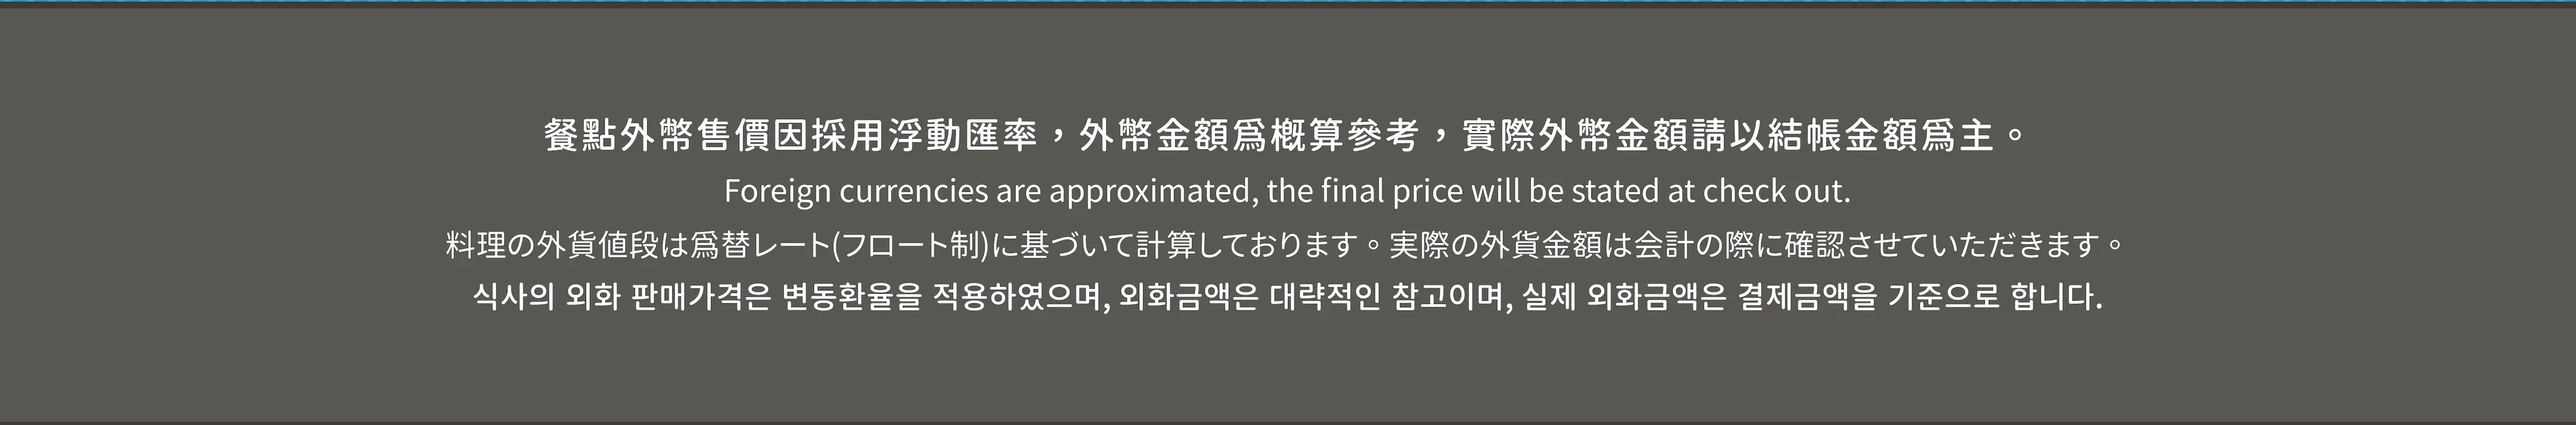 餐點外幣售價因採用浮動匯率，外幣金額爲概算參考，實際外幣金額請以結帳金額爲主。
Foreign currencies are approximated, the final price will be stated at check out.
料理の外貨値段は爲替レート(フロート制)に基づいて計算しております。実際の外貨金額は会計の際に確認させていただきます。
식사의 외화 판매가격은 변동환율을 적용하였으며, 외화금액은 대략적인 참고이며, 실제 외화금액은 결제금액을 기준으로 합니다.